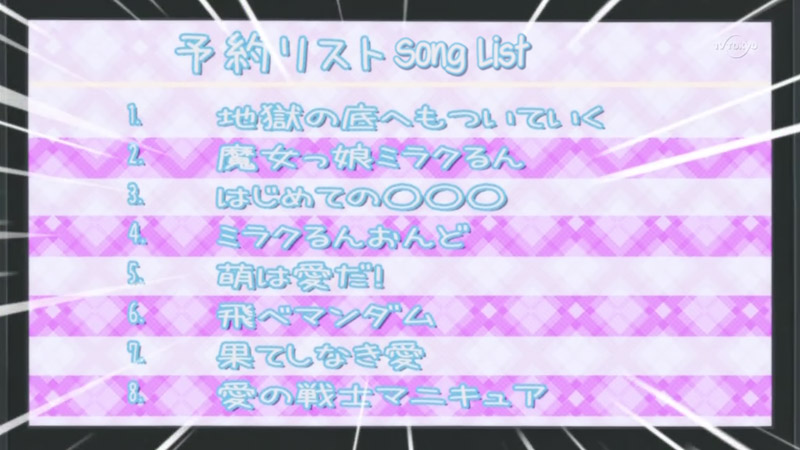 予約リスト Song List
TV TOKYO
1. 地獄の底へもついていく
2. 魔女っ娘ミラクるん
3. はじめての〇〇〇
4. ミラクるんおんど
5. 萌は愛だ!
6. 飛べマンダム
7. 果てしなき愛
8. 愛の戦士マニキュア